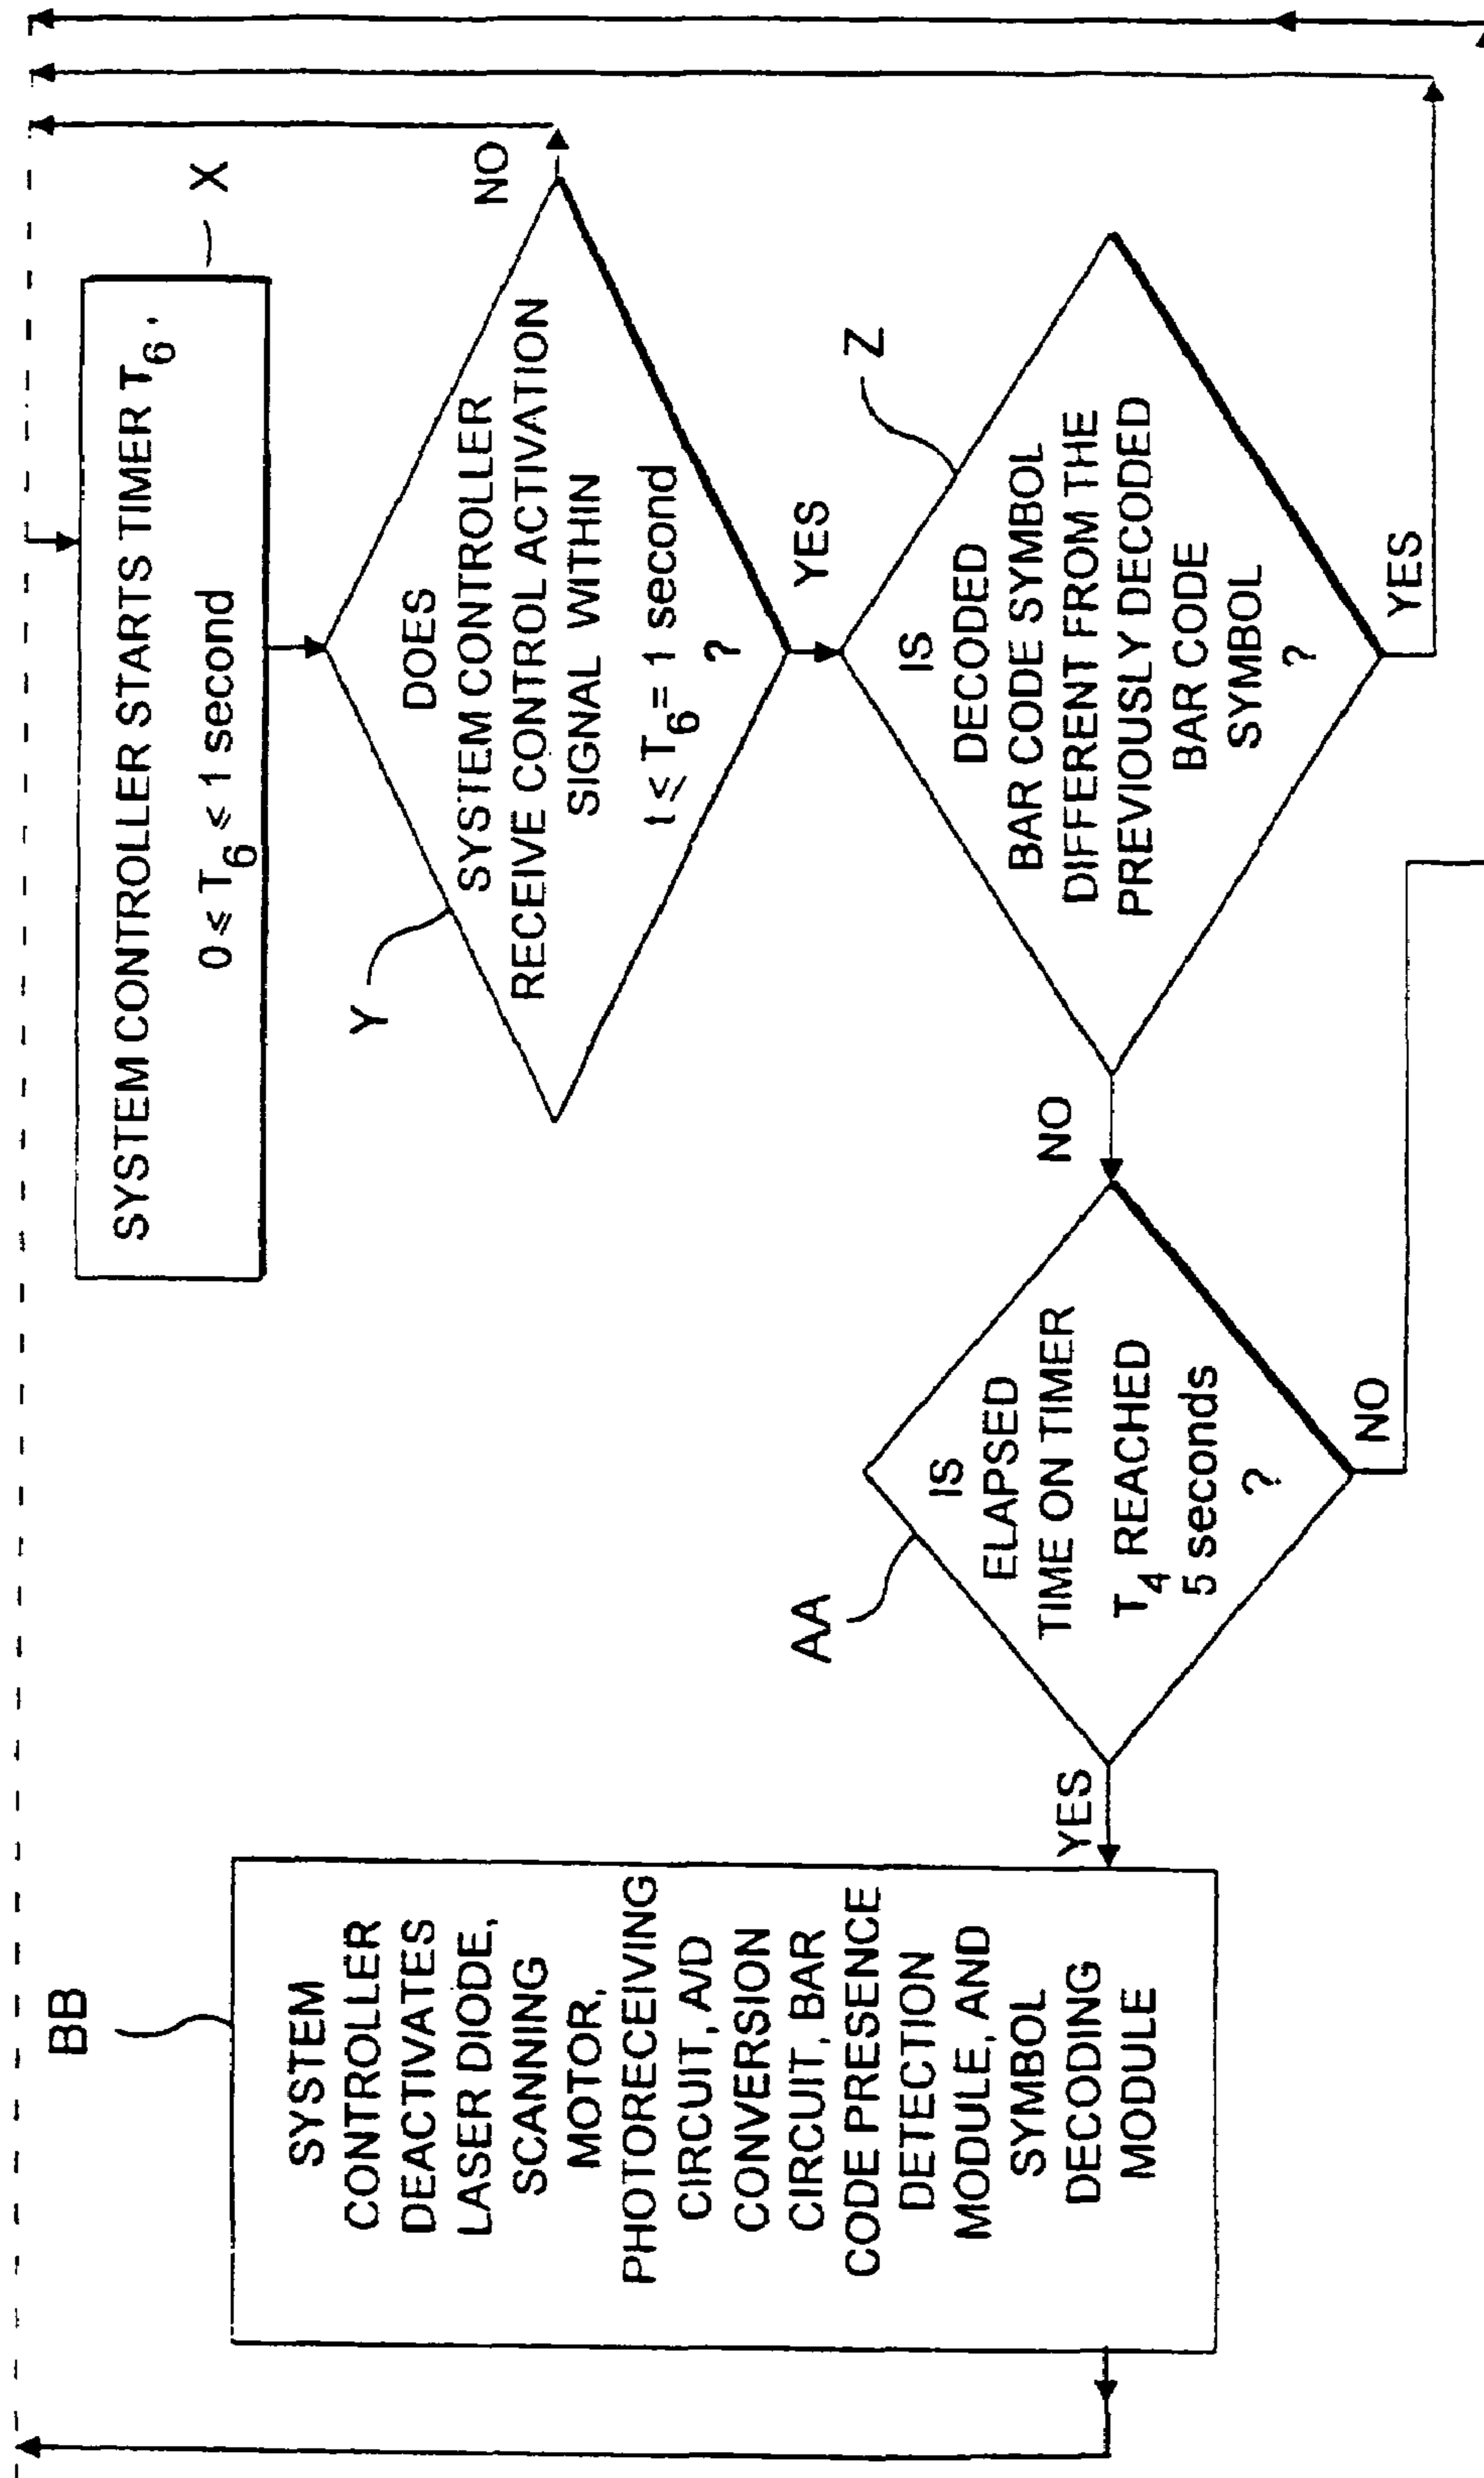 SYSTEM CONTROLLER STARTS TIMER T6.
0 ≤ T6 ≤ 1 second
X
Y
DOES
SYSTEM CONTROLLER
RECEIVE CONTROL ACTIVATION
SIGNAL WITHIN
t ≤ T6 = 1 second
?
NO
YES
Z
IS
DECODED
BAR CODE SYMBOL
DIFFERENT FROM THE
PREVIOUSLY DECODED
BAR CODE
SYMBOL
?
YES
NO
AA
IS
ELAPSED
TIME ON TIMER
T4 REACHED
5 seconds
?
NO
YES
BB
SYSTEM
CONTROLLER
DEACTIVATES
LASER DIODE,
SCANNING
MOTOR,
PHOTORECEIVING
CIRCUIT, A/D
CONVERSION
CIRCUIT, BAR
CODE PRESENCE
DETECTION
MODULE, AND
SYMBOL
DECODING
MODULE